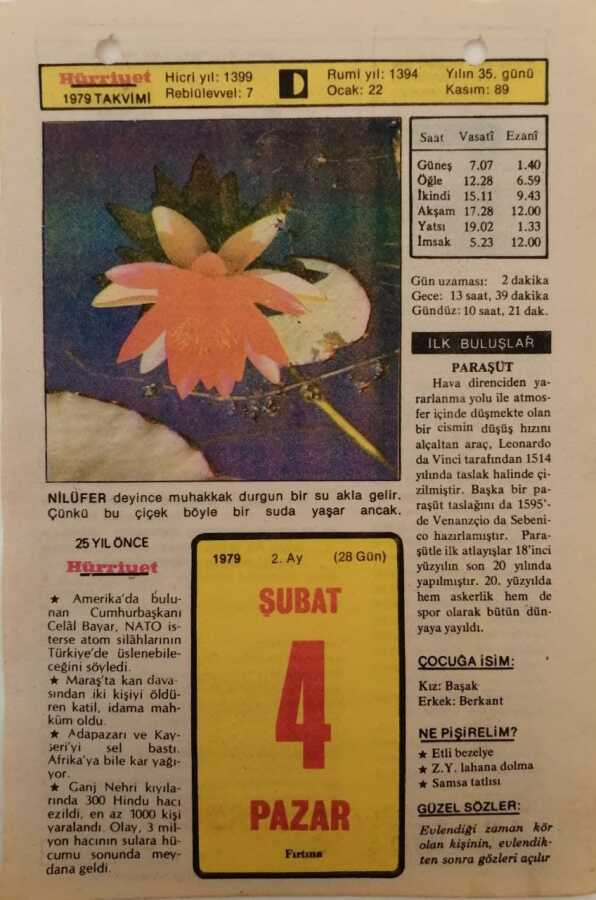 Hürriyet
1979 TAKVİMİ
Hicri yıl: 1399
Rebiülevvel: 7
Rumi yıl: 1394
Ocak: 22
Yılın 35. günü
Kasım: 89
Saat Vasatî Ezanî
Güneş 7.07 1.40
Öğle 12.28 6.59
İkindi 15.11 9.43
Akşam 17.28 12.00
Yatsı 19.02 1.33
İmsak 5.23 12.00
Gün uzaması: 2 dakika
Gece: 13 saat, 39 dakika
Gündüz: 10 saat, 21 dak.
NİLÜFER deyince muhakkak durgun bir su akla gelir.
Çünkü bu çiçek böyle bir suda yaşar ancak.
25 YIL ÖNCE
Hürriyet
★ Amerika'da bulu-
nan Cumhurbaşkanı
Celâl Bayar, NATO is-
terse atom silâhlarının
Türkiye'de üslenebile-
ceğini söyledi.
★ Maraş'ta kan dava-
sından iki kişiyi öldü-
ren katil, idama mah-
kûm oldu.
★ Adapazarı ve Kay-
seri'yi sel bastı.
Afrika'ya bile kar yağı-
yor.
★ Ganj Nehri kıyıla-
rında 300 Hindu hacı
ezildi, en az 1000 kişi
yaralandı. Olay, 3 mil-
yon hacının sulara hü-
cumu sonunda mey-
dana geldi.
1979 2. Ay (28 Gün)
ŞUBAT
4
PAZAR
Fırtına
İLK BULUŞLAR
PARAŞÜT
Hava direnciden ya-
rarlanma yolu ile atmos-
fer içinde düşmekte olan
bir cismin düşüş hızını
alçaltan araç, Leonardo
da Vinci tarafından 1514
yılında taslak halinde çi-
zilmiştir. Başka bir pa-
raşüt taslağını da 1595'-
de Venanzçio da Sebeni-
co hazırlamıştır. Para-
şütle ilk atlayışlar 18'inci
yüzyılın son 20 yılında
yapılmıştır. 20. yüzyılda
hem askerlik hem de
spor olarak bütün dün-
yaya yayıldı.
ÇOCUĞA İSİM:
Kız: Başak
Erkek: Berkant
NE PİŞİRELİM?
★ Etli bezelye
★ Z.Y. lahana dolma
★ Samsa tatlısı
GÜZEL SÖZLER:
Evlendiği zaman kör
olan kişinin, evlendik-
ten sonra gözleri açılır